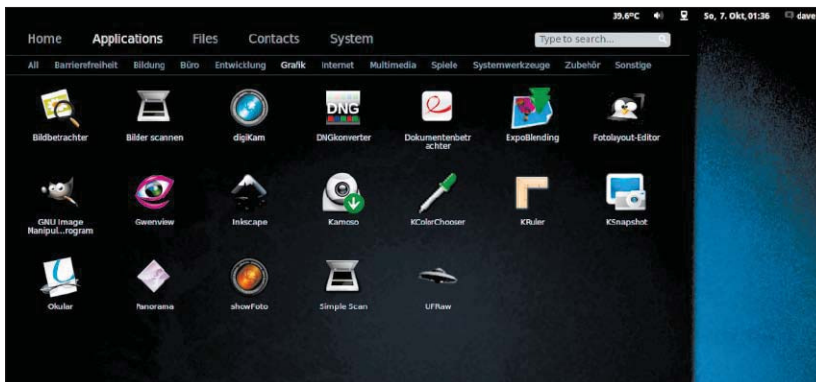 39.6°C So, 7. Okt, 01:36 dave
Home Applications Files Contacts System Type to search...
All Barrierefreiheit Bildung Büro Entwicklung Grafik Internet Multimedia Spiele Systemwerkzeuge Zubehör Sonstige
DNG
Bildbetrachter Bilder scannen digiKam DNGkonverter Dokumentenbetr ExpoBlending Fotolayout-Editor
achter
GNU Image Gwenview Inkscape Kamoso KColorChooser KRuler KSnapshot
Manipul...rogram
Okular Panorama showFoto Simple Scan UFRaw